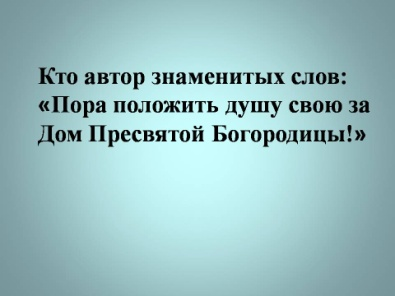 Кто автор знаменитых слов:
«Пора положить душу свою за
Дом Пресвятой Богородицы!»